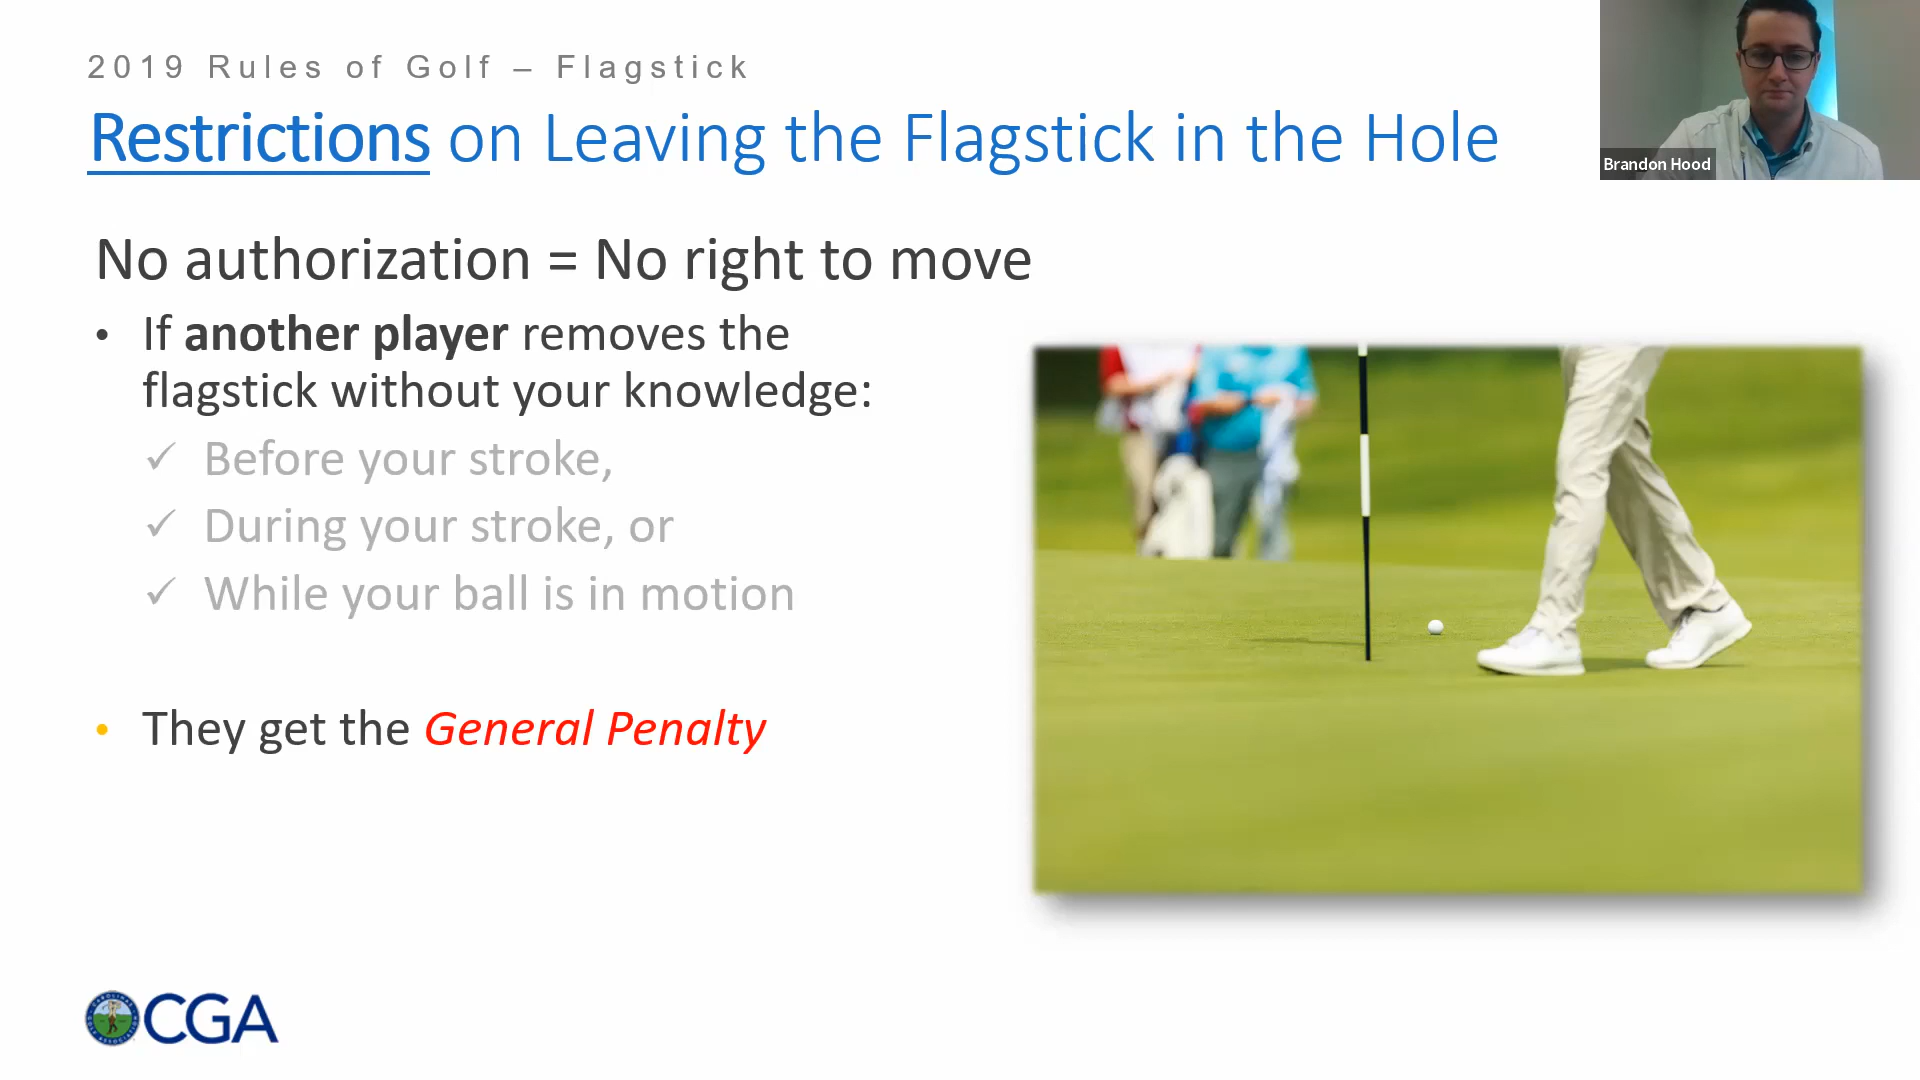 2019 Rules of Golf – Flagstick
Restrictions on Leaving the Flagstick in the Hole
Brandon Hood
No authorization = No right to move
• If another player removes the
flagstick without your knowledge:
✓ Before your stroke,
✓ During your stroke, or
✓ While your ball is in motion
• They get the General Penalty
CGA